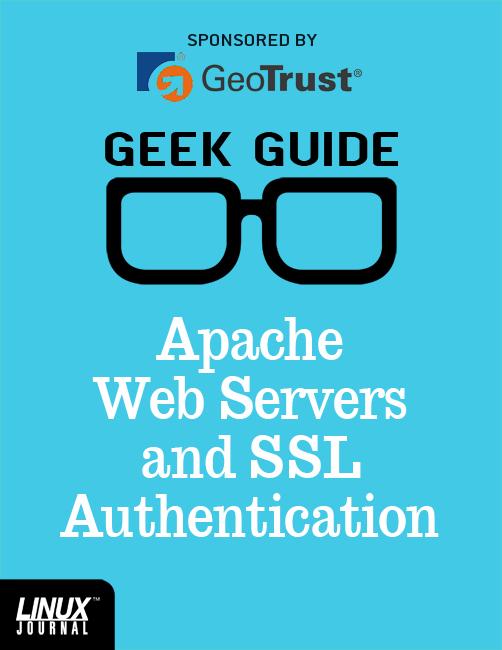 SPONSORED BY
GeoTrust®
GEEK GUIDE
Apache
Web Servers
and SSL
Authentication
LINUX™
JOURNAL